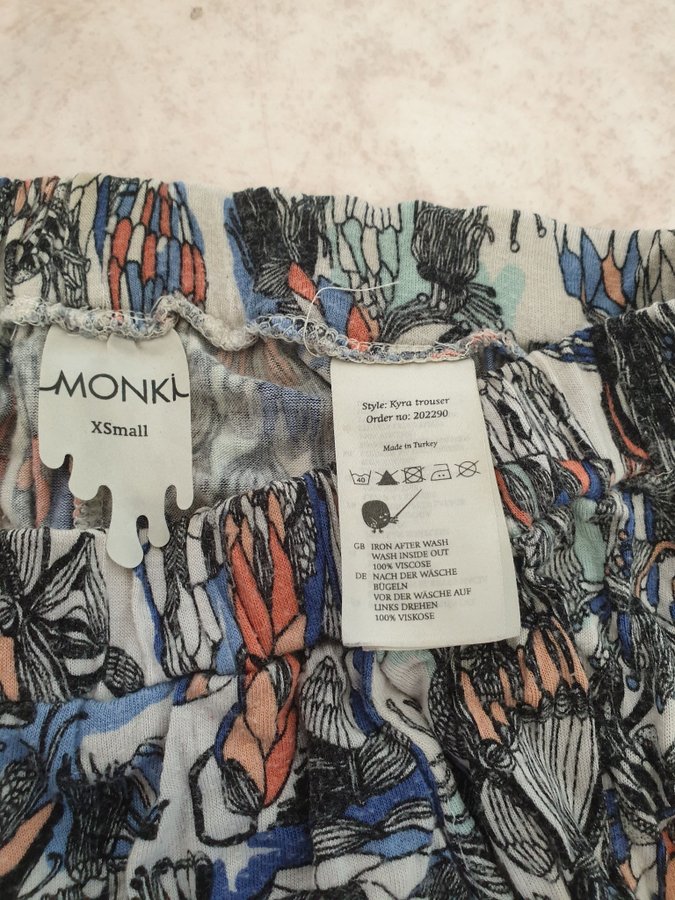 MONKI
XSmall
Style: Kyra trouser
Order no: 202290
Made in Turkey
40
GB IRON AFTER WASH
WASH INSIDE OUT
100% VISCOSE
DE NACH DER WÄSCHE
BÜGELN
VOR DER WÄSCHE AUF
LINKS DREHEN
100% VISKOSE